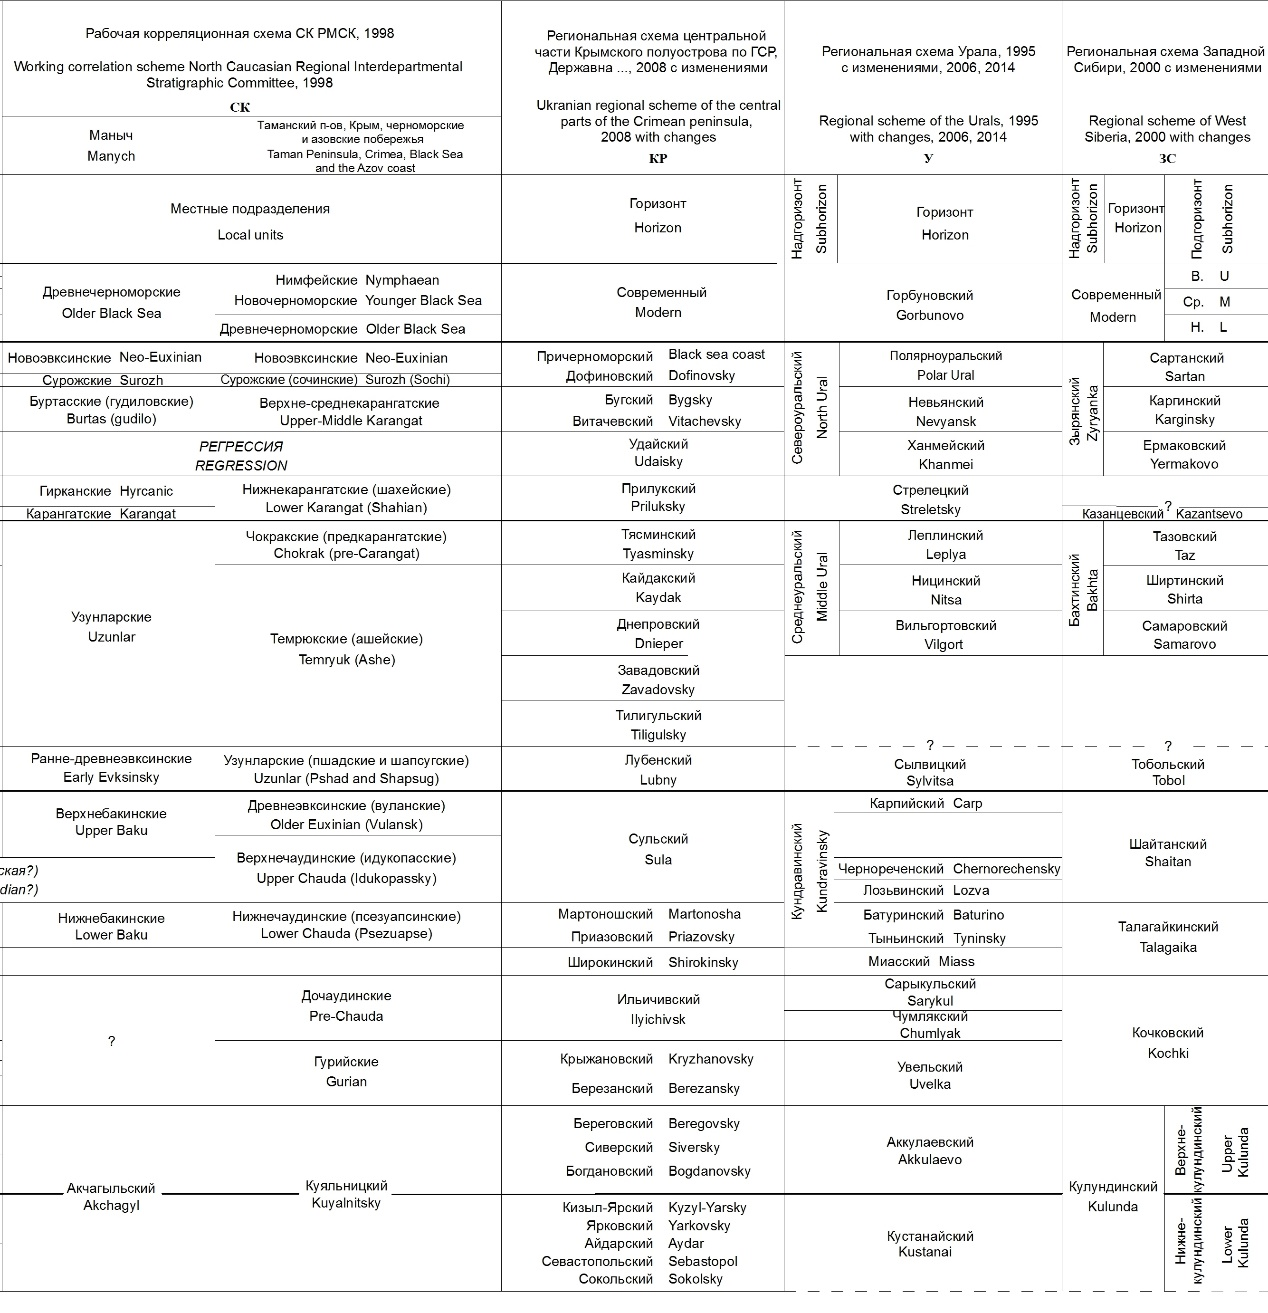 Рабочая корреляционная схема СК РМСК, 1998
Working correlation scheme North Caucasian Regional Interdepartmental
Stratigraphic Committee, 1998
СК
Маныч
Manych
Таманский п-ов, Крым, черноморские
и азовские побережья
Taman Peninsula, Crimea, Black Sea
and the Azov coast
Региональная схема центральной
части Крымского полуострова по ГСР,
Державна ..., 2008 с изменениями
Ukranian regional scheme of the central
parts of the Crimean peninsula,
2008 with changes
КР
Региональная схема Урала, 1995
с изменениями, 2006, 2014
Regional scheme of the Urals, 1995
with changes, 2006, 2014
У
Региональная схема Западной
Сибири, 2000 с изменениями
Regional scheme of West
Siberia, 2000 with changes
ЗС
Местные подразделения
Local units
Горизонт
Horizon
Надгоризонт
Subhorizon
Горизонт
Horizon
Надгоризонт
Subhorizon
Горизонт
Horizon
Подгоризонт
Subhorizon
Древнечерноморские
Older Black Sea
Нимфейские Nymphaean
Новочерноморские Younger Black Sea
Древнечерноморские Older Black Sea
Современный
Modern
Горбуновский
Gorbunovo
Современный
Modern
В. U
Ср. M
Н. L
Новоэвксинские Neo-Euxinian
Новоэвксинские Neo-Euxinian
Сурожские Surozh
Сурожские (сочинские) Surozh (Sochi)
Причерноморский Black sea coast
Дофиновский Dofinovsky
Североуральский
North Ural
Полярноуральский
Polar Ural
Зырянский
Zyryanka
Сартанский
Sartan
Буртасские (гудиловские)
Burtas (gudilo)
Верхне-среднекарангатские
Upper-Middle Karangat
Бугский Bygsky
Витачевский Vitachevsky
Невьянский
Nevyansk
Каргинский
Karginsky
РЕГРЕССИЯ
REGRESSION
Удайский
Udaisky
Ханмейский
Khanmei
Ермаковский
Yermakovo
Гирканские Hyrcanic
Карангатские Karangat
Нижнекарангатские (шахейские)
Lower Karangat (Shahian)
Прилукский
Priluksky
Стрелецкий
Streletsky
?
Казанцевский Kazantsevo
Узунларские
Uzunlar
Чокракские (предкарангатские)
Chokrak (pre-Carangat)
Темрюкские (ашейские)
Temryuk (Ashe)
Тясминский
Tyasminsky
Кайдакский
Kaydak
Днепровский
Dnieper
Завадовский
Zavadovsky
Тилигульский
Tiligulsky
Среднеуральский
Middle Ural
Леплинский
Leplya
Ницинский
Nitsa
Вильгортовский
Vilgort
?
Бахтинский
Bakhta
Тазовский
Taz
Ширтинский
Shirta
Самаровский
Samarovo
?
Ранне-древнеэвксинские
Early Evksinsky
Узунларские (пшадские и шапсугские)
Uzunlar (Pshad and Shapsug)
Лубенский
Lubny
Сылвицкий
Sylvitsa
Тобольский
Tobol
Верхнебакинские
Upper Baku
Древнеэвксинские (вуланские)
Older Euxinian (Vulansk)
ская?)
dian?)
Верхнечаудинские (идукопасские)
Upper Chauda (Idukopassky)
Сульский
Sula
Кундравинский
Kundravinsky
Карпийский Carp
Чернореченский Chernorechensky
Лозьвинский Lozva
Шайтанский
Shaitan
Нижнебакинские
Lower Baku
Нижнечаудинские (псезуапсинские)
Lower Chauda (Psezuapse)
Мартоношский Martonosha
Приазовский Priazovsky
Широкинский Shirokinsky
Батуринский Baturino
Тыньинский Tyninsky
Миасский Miass
Талагайкинский
Talagaika
?
Дочаудинские
Pre-Chauda
Гурийские
Gurian
Ильичивский
Ilyichivsk
Крыжановский Kryzhanovsky
Березанский Berezansky
Сарыкульский
Sarykul
Чумлякский
Chumlyak
Увельский
Uvelka
Кочковский
Kochki
Акчагыльский
Akchagyl
Куяльницкий
Kuyalnitsky
Береговский Beregovsky
Сиверский Siversky
Богдановский Bogdanovsky
Кизыл-Ярский Kyzyl-Yarsky
Ярковский Yarkovsky
Айдарский Aydar
Севастопольский Sebastopol
Сокольский Sokolsky
Аккулаевский
Akkulaevo
Кустанайский
Kustanai
Кулундинский
Kulunda
Верхне-
кулундинский
Upper
Kulunda
Нижне-
кулундинский
Lower
Kulunda